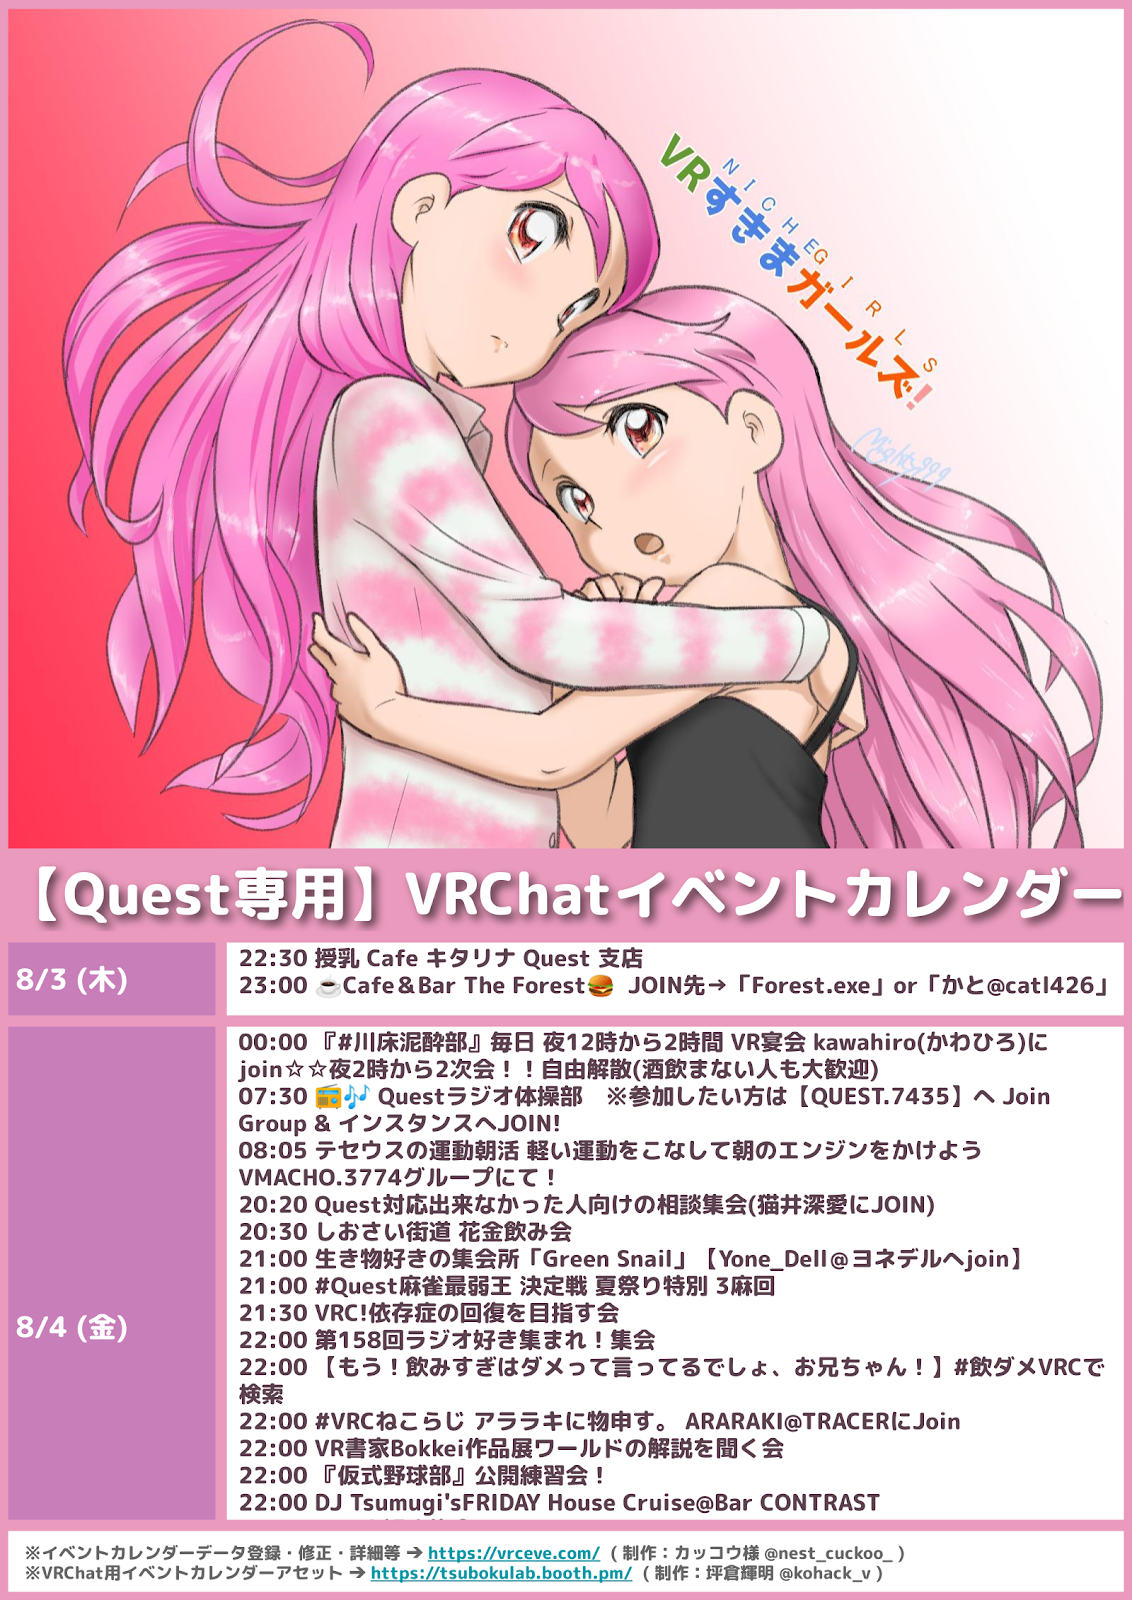 VRすきまガールズ!
NICHE GIRLS
Mighty999
【Quest専用】VRChatイベントカレンダー
8/3 (木)
22:30 授乳 Cafe キタリナ Quest 支店
23:00 ☕Cafe＆Bar The Forest🍔 JOIN先→「Forest.exe」or「かと@catl426」
8/4 (金)
00:00 『#川床泥酔部』毎日 夜12時から2時間 VR宴会 kawahiro(かわひろ)に
join☆☆夜2時から2次会！！自由解散(酒飲まない人も大歓迎)
07:30 📻🎶 Questラジオ体操部　※参加したい方は【QUEST.7435】へ Join
Group & インスタンスへJOIN!
08:05 テセウスの運動朝活 軽い運動をこなして朝のエンジンをかけよう
VMACHO.3774グループにて！
20:20 Quest対応出来なかった人向けの相談集会(猫井深愛にJOIN)
20:30 しおさい街道 花金飲み会
21:00 生き物好きの集会所「Green Snail」【Yone_Dell＠ヨネデルへjoin】
21:00 #Quest麻雀最弱王 決定戦 夏祭り特別 3麻回
21:30 VRC!依存症の回復を目指す会
22:00 第158回ラジオ好き集まれ！集会
22:00 【もう！飲みすぎはダメって言ってるでしょ、お兄ちゃん！】#飲ダメVRCで
検索
22:00 #VRCねこらじ アララキに物申す。 ARARAKI@TRACERにJoin
22:00 VR書家Bokkei作品展ワールドの解説を聞く会
22:00 『仮式野球部』公開練習会！
22:00 DJ Tsumugi'sFRIDAY House Cruise@Bar CONTRAST
※イベントカレンダーデータ登録・修正・詳細等 ➔ https://vrceve.com/ ( 制作：カッコウ様 @nest_cuckoo_ )
※VRChat用イベントカレンダーアセット ➔ https://tsubokulab.booth.pm/ ( 制作：坪倉輝明 @kohack_v )